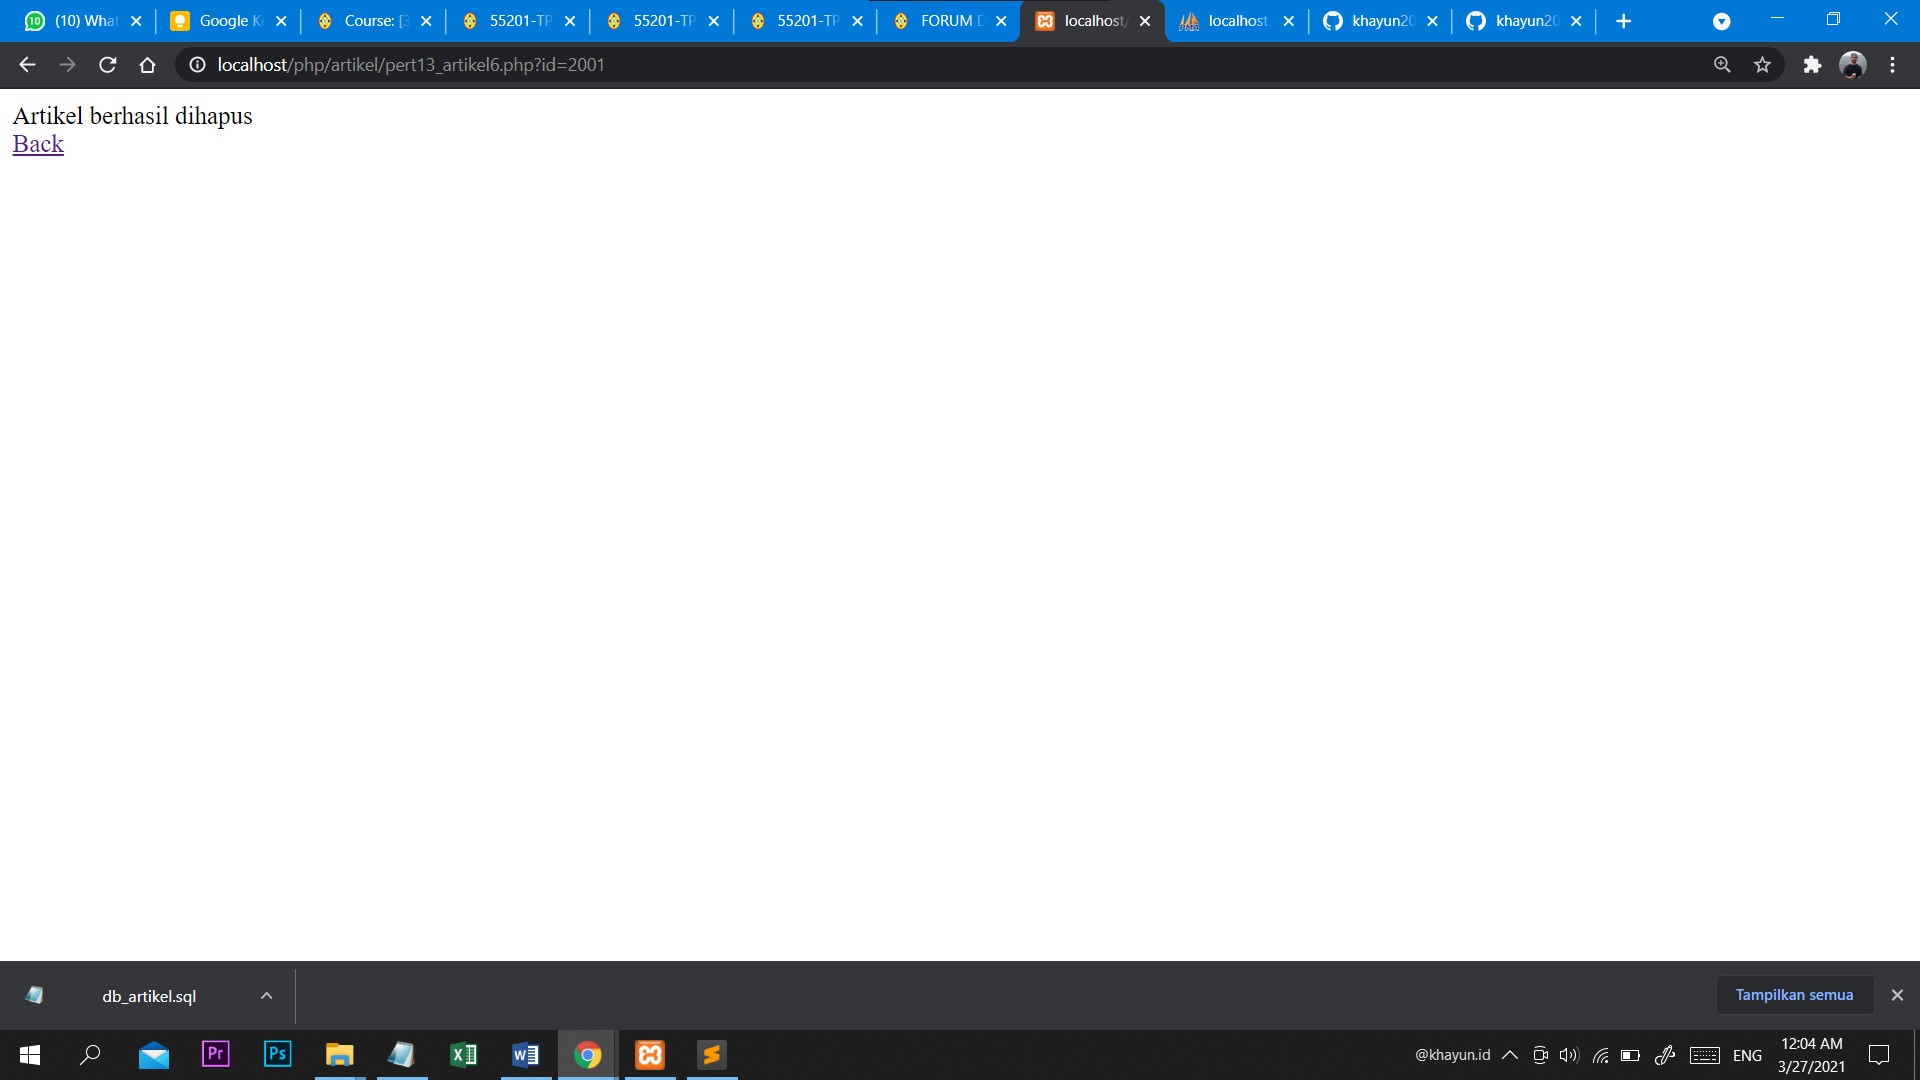 (10) What
Google Ke
Course: [3
55201-TP
55201-TP
55201-TP
FORUM D
localhost/
localhost
khayun20
khayun20
localhost/php/artikel/pert13_artikel6.php?id=2001
Artikel berhasil dihapus
Back
db_artikel.sql
Tampilkan semua
@khayun.id
ENG
12:04 AM
3/27/2021